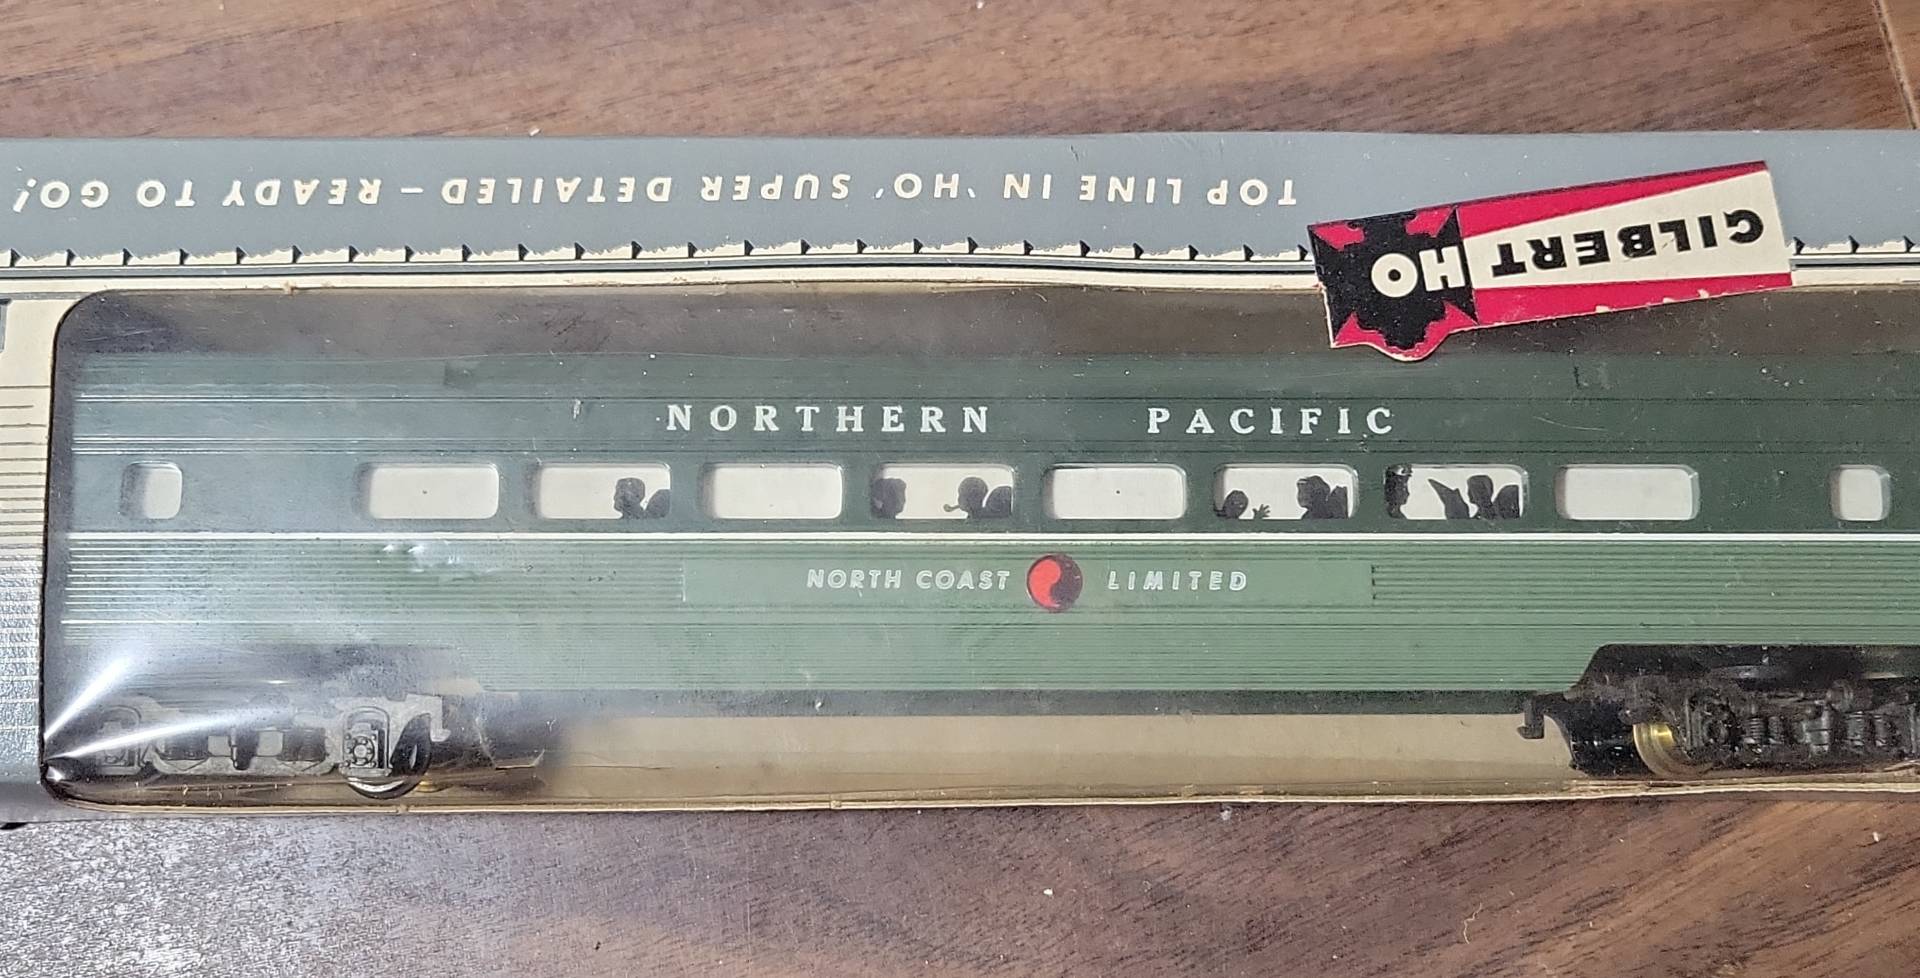 TOP LINE IN 'HO' SUPER DETAILED – READY TO GO!
GILBERT HO
NORTHERN PACIFIC
NORTH COAST LIMITED